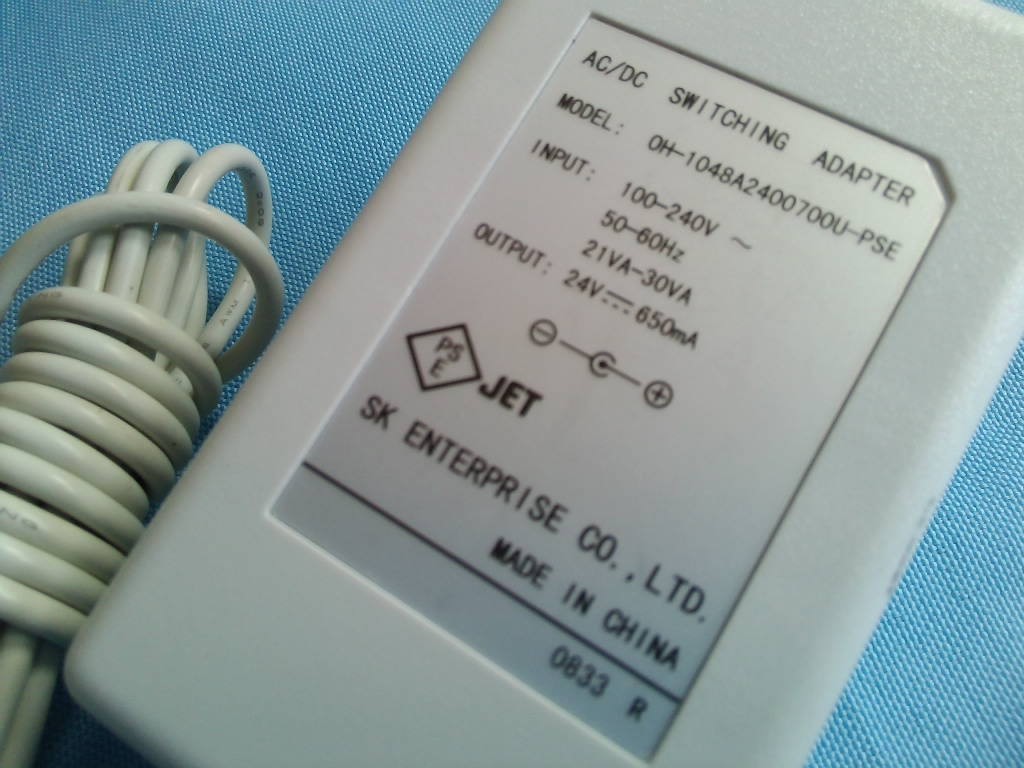 AC/DC SWITCHING ADAPTER
MODEL: OH-1048A2400700U-PSE
INPUT: 100-240V ～
50-60Hz
21VA-30VA
OUTPUT: 24V⎓650mA
PS
E
JET
SK ENTERPRISE CO.,LTD.
MADE IN CHINA
0833 R